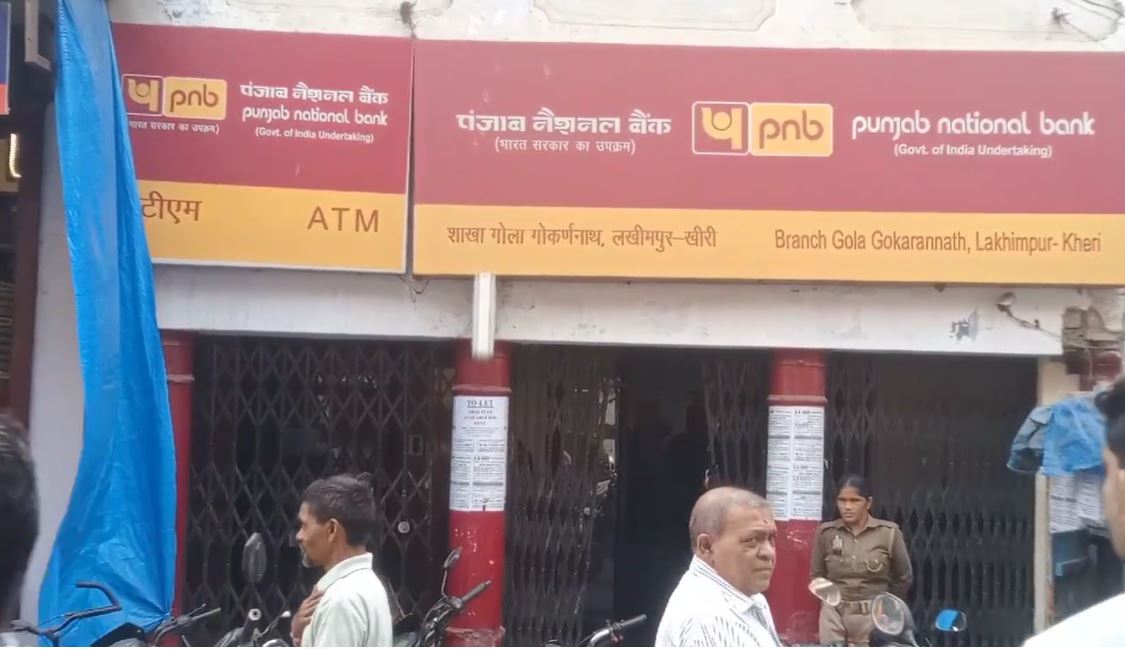 प pnb
भारत सरकार का उपक्रम)
पंजाब नैशनल बैंक
punjab national bank
(Govt. of India Undertaking)
टीएम
ATM
पंजाब नैशनल बैंक
(भारत सरकार का उपक्रम)
प pnb
punjab national bank
(Govt. of India Undertaking)
शाखा गोला गोकर्णनाथ, लखीमपुर–खीरी
Branch Gola Gokarannath, Lakhimpur- Kheri
TO-LET